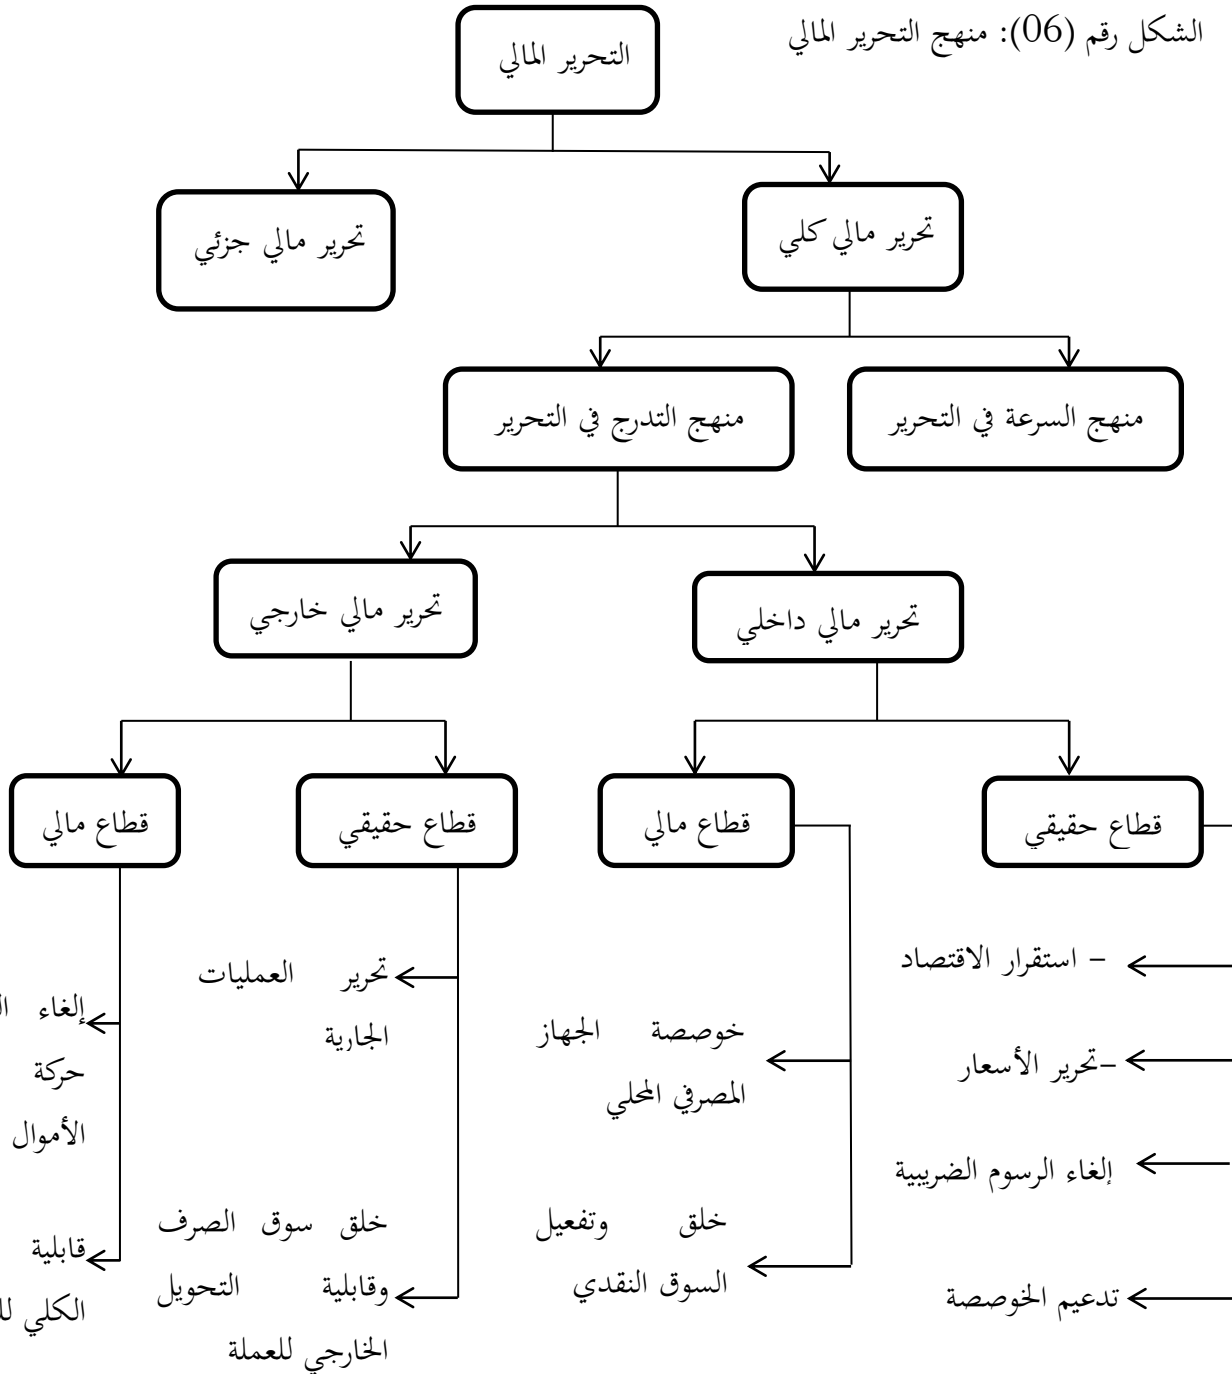 الشكل رقم (06): منهج التحرير المالي
التحرير المالي
تحرير مالي كلي
تحرير مالي جزئي
منهج السرعة في التحرير
منهج التدرج في التحرير
تحرير مالي داخلي
تحرير مالي خارجي
قطاع حقيقي
قطاع مالي
قطاع حقيقي
قطاع مالي
– استقرار الاقتصاد
–تحرير الأسعار
إلغاء الرسوم الضريبية
تدعيم الخوصصة
خوصصة الجهاز
المصرفي المحلي
خلق وتفعيل
السوق النقدي
تحرير العمليات
الجارية
خلق سوق الصرف
وقابلية التحويل
الخارجي للعملة
إلغاء
حركة
الأموال
قابلية
الكلي